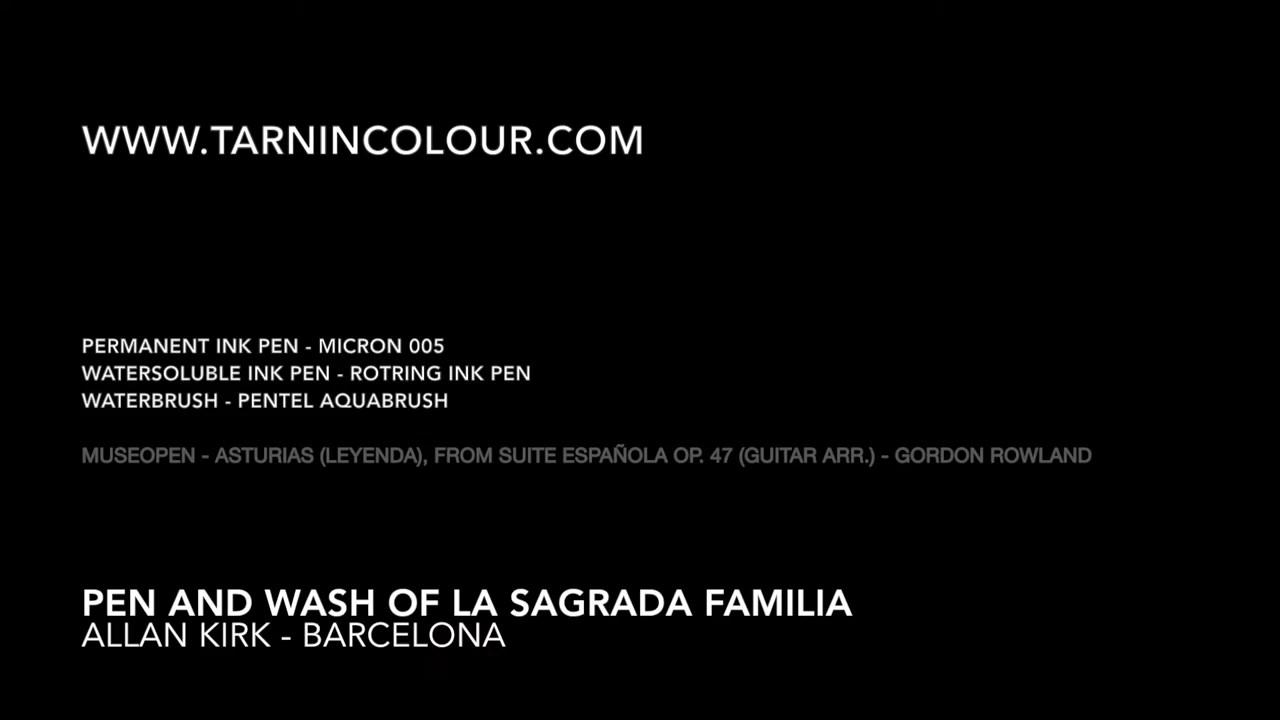 WWW.TARNINCOLOUR.COM
PERMANENT INK PEN - MICRON 005
WATERSOLUBLE INK PEN - ROTRING INK PEN
WATERBRUSH - PENTEL AQUABRUSH
MUSEOPEN - ASTURIAS (LEYENDA), FROM SUITE ESPAÑOLA OP. 47 (GUITAR ARR.) - GORDON ROWLAND
PEN AND WASH OF LA SAGRADA FAMILIA
ALLAN KIRK - BARCELONA